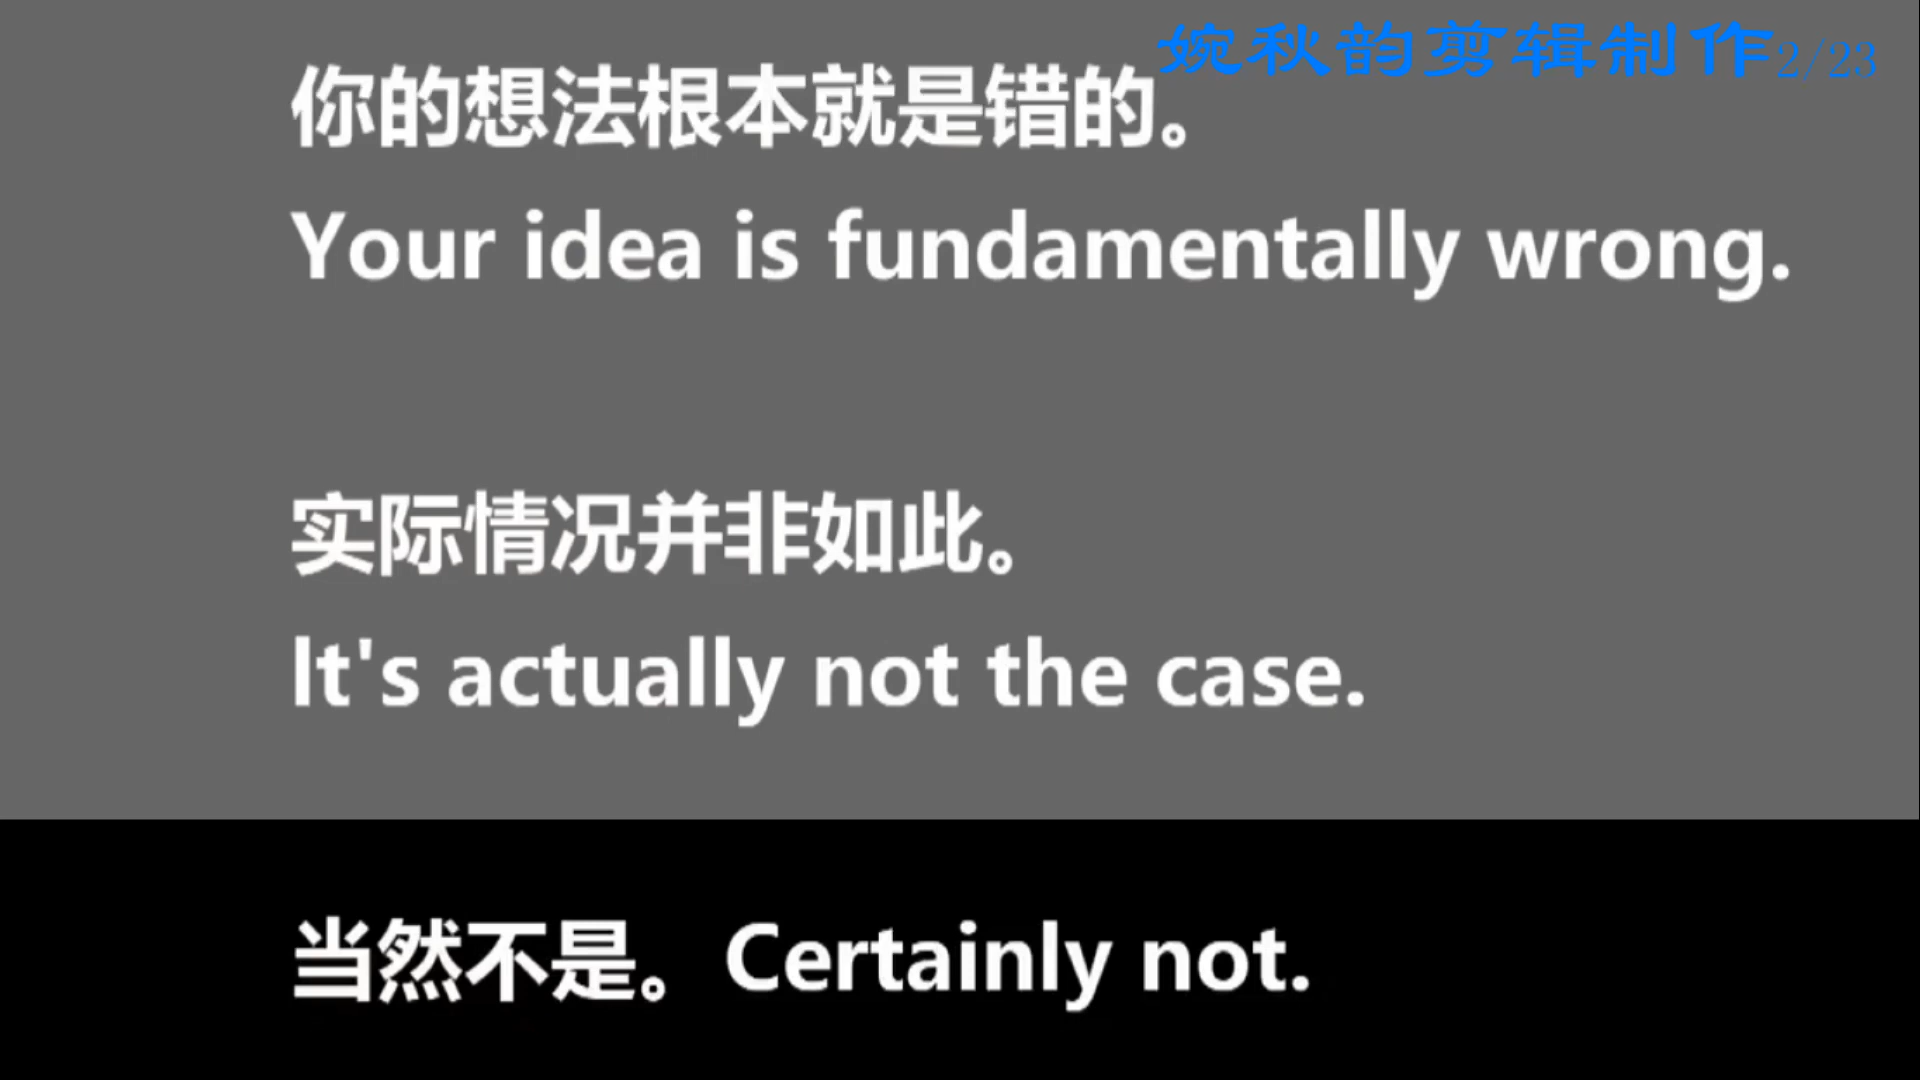 婉秋韵剪辑制作2/23
你的想法根本就是错的。
Your idea is fundamentally wrong.
实际情况并非如此。
It's actually not the case.
当然不是。Certainly not.